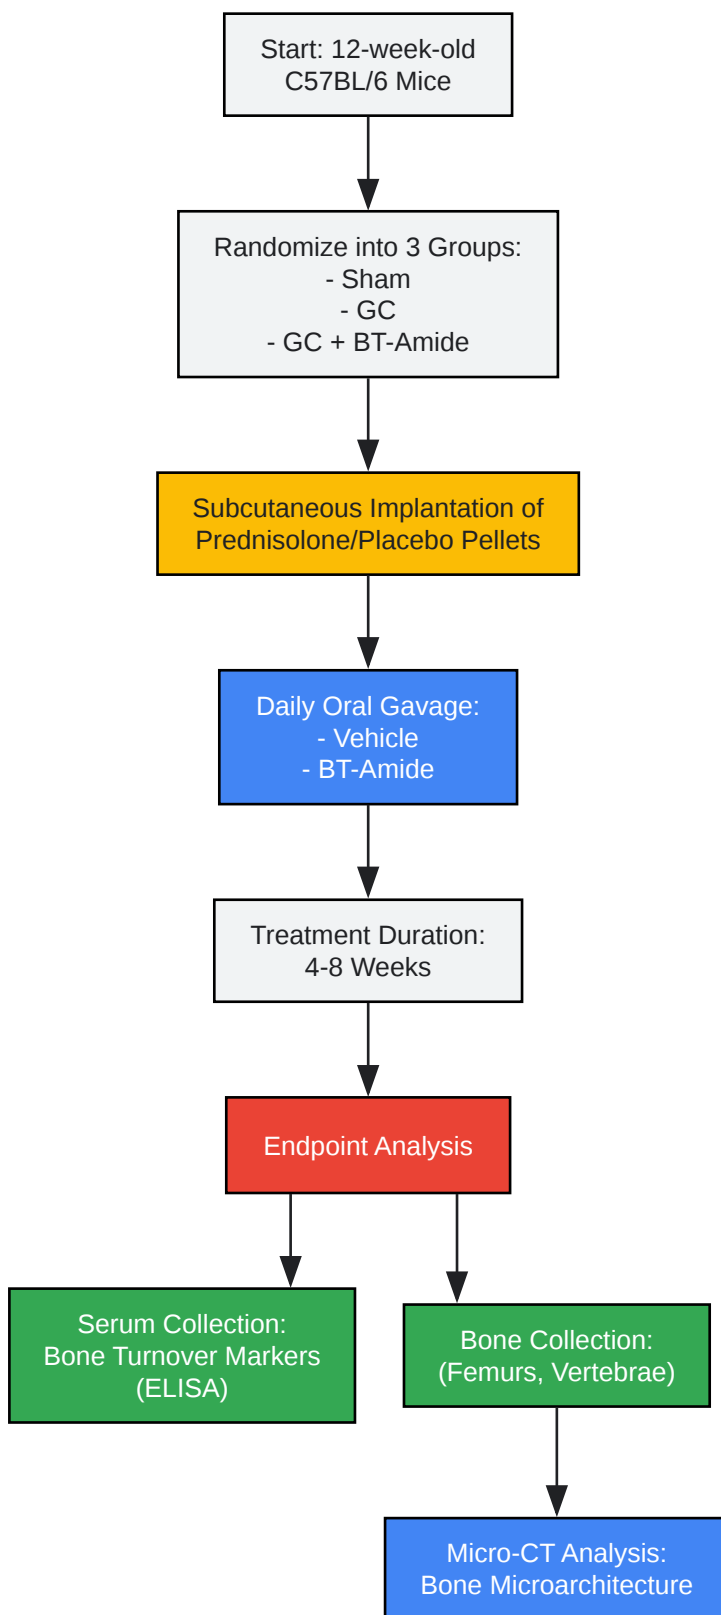 Start: 12-week-old
C57BL/6 Mice
Randomize into 3 Groups:
- Sham
- GC
- GC + BT-Amide
Subcutaneous Implantation of
Prednisolone/Placebo Pellets
Daily Oral Gavage:
- Vehicle
- BT-Amide
Treatment Duration:
4-8 Weeks
Endpoint Analysis
Serum Collection:
Bone Turnover Markers
(ELISA)
Bone Collection:
(Femurs, Vertebrae)
Micro-CT Analysis:
Bone Microarchitecture